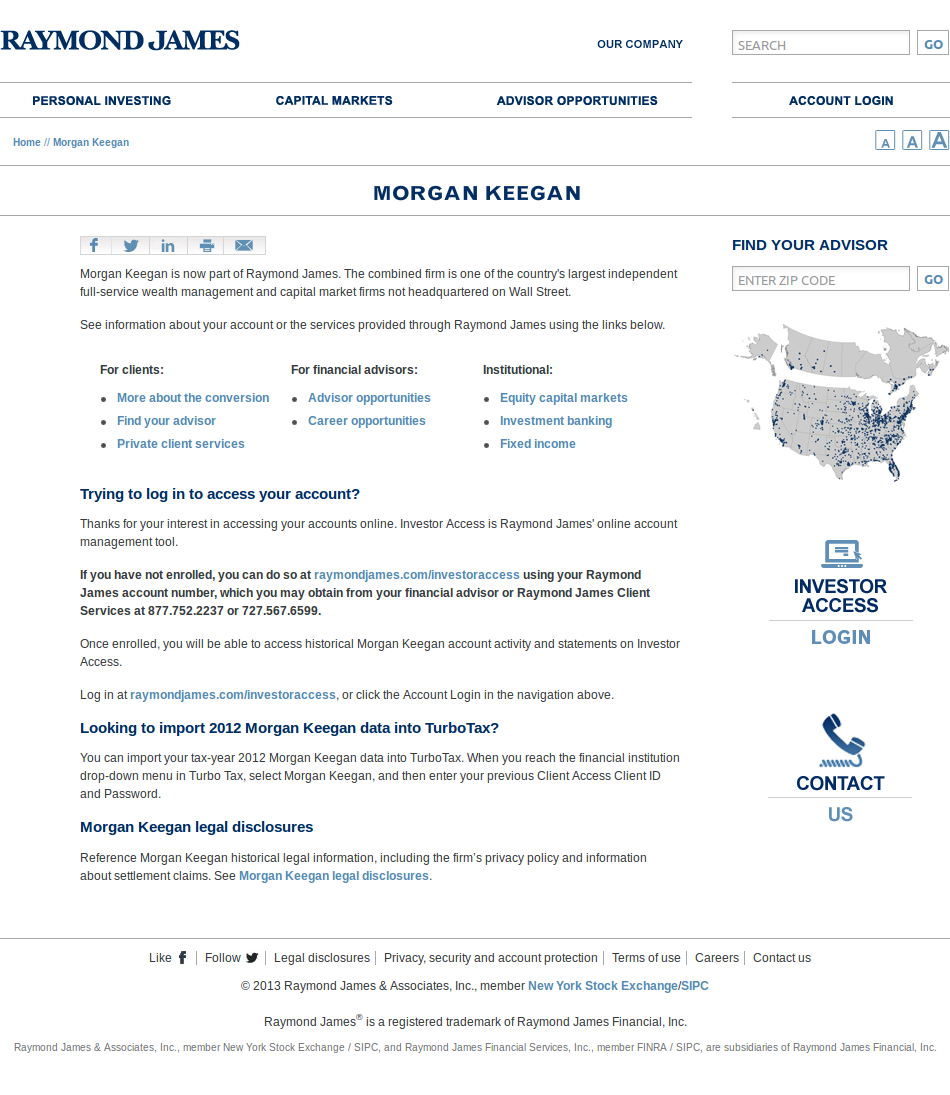 RAYMOND JAMES
OUR COMPANY
SEARCH
GO
PERSONAL INVESTING
CAPITAL MARKETS
ADVISOR OPPORTUNITIES
ACCOUNT LOGIN
Home // Morgan Keegan
A A A
MORGAN KEEGAN
Morgan Keegan is now part of Raymond James. The combined firm is one of the country's largest independent
full-service wealth management and capital market firms not headquartered on Wall Street.
See information about your account or the services provided through Raymond James using the links below.
For clients:
More about the conversion
Find your advisor
Private client services
For financial advisors:
Advisor opportunities
Career opportunities
Institutional:
Equity capital markets
Investment banking
Fixed income
Trying to log in to access your account?
Thanks for your interest in accessing your accounts online. Investor Access is Raymond James' online account
management tool.
If you have not enrolled, you can do so at raymondjames.com/investoraccess using your Raymond
James account number, which you may obtain from your financial advisor or Raymond James Client
Services at 877.752.2237 or 727.567.6599.
Once enrolled, you will be able to access historical Morgan Keegan account activity and statements on Investor
Access.
Log in at raymondjames.com/investoraccess, or click the Account Login in the navigation above.
Looking to import 2012 Morgan Keegan data into TurboTax?
You can import your tax-year 2012 Morgan Keegan data into TurboTax. When you reach the financial institution
drop-down menu in Turbo Tax, select Morgan Keegan, and then enter your previous Client Access Client ID
and Password.
Morgan Keegan legal disclosures
Reference Morgan Keegan historical legal information, including the firm's privacy policy and information
about settlement claims. See Morgan Keegan legal disclosures.
FIND YOUR ADVISOR
ENTER ZIP CODE
GO
INVESTOR
ACCESS
LOGIN
CONTACT
US
Like
Follow
Legal disclosures
Privacy, security and account protection
Terms of use
Careers
Contact us
© 2013 Raymond James & Associates, Inc., member New York Stock Exchange/SIPC
Raymond James® is a registered trademark of Raymond James Financial, Inc.
Raymond James & Associates, Inc., member New York Stock Exchange / SIPC, and Raymond James Financial Services, Inc., member FINRA / SIPC, are subsidiaries of Raymond James Financial, Inc.